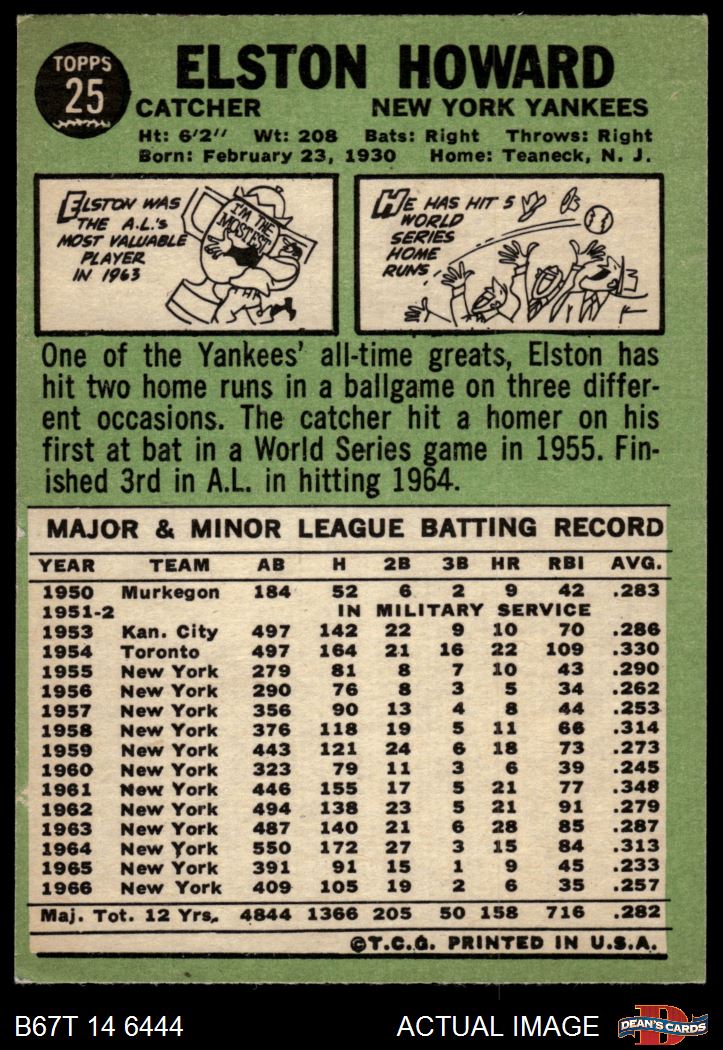 TOPPS
25
ELSTON HOWARD
CATCHER NEW YORK YANKEES
Ht: 6'2" Wt: 208 Bats: Right Throws: Right
Born: February 23, 1930 Home: Teaneck, N. J.
ELSTON WAS
THE A.L.'s
MOST VALUABLE
PLAYER
IN 1963
I'M THE
MOSTEST
HE HAS HIT 5
WORLD
SERIES
HOME
RUNS
One of the Yankees' all-time greats, Elston has
hit two home runs in a ballgame on three differ-
ent occasions. The catcher hit a homer on his
first at bat in a World Series game in 1955. Fin-
ished 3rd in A.L. in hitting 1964.
MAJOR & MINOR LEAGUE BATTING RECORD
YEAR TEAM AB H 2B 3B HR RBI AVG.
1950 Murkegon 184 52 6 2 9 42 .283
1951-2 IN MILITARY SERVICE
1953 Kan. City 497 142 22 9 10 70 .286
1954 Toronto 497 164 21 16 22 109 .330
1955 New York 279 81 8 7 10 43 .290
1956 New York 290 76 8 3 5 34 .262
1957 New York 356 90 13 4 8 44 .253
1958 New York 376 118 19 5 11 66 .314
1959 New York 443 121 24 6 18 73 .273
1960 New York 323 79 11 3 6 39 .245
1961 New York 446 155 17 5 21 77 .348
1962 New York 494 138 23 5 21 91 .279
1963 New York 487 140 21 6 28 85 .287
1964 New York 550 172 27 3 15 84 .313
1965 New York 391 91 15 1 9 45 .233
1966 New York 409 105 19 2 6 35 .257
Maj. Tot. 12 Yrs. 4844 1366 205 50 158 716 .282
©T.C.G. PRINTED IN U.S.A.
B67T 14 6444 ACTUAL IMAGE
D
DEAN'S CARDS